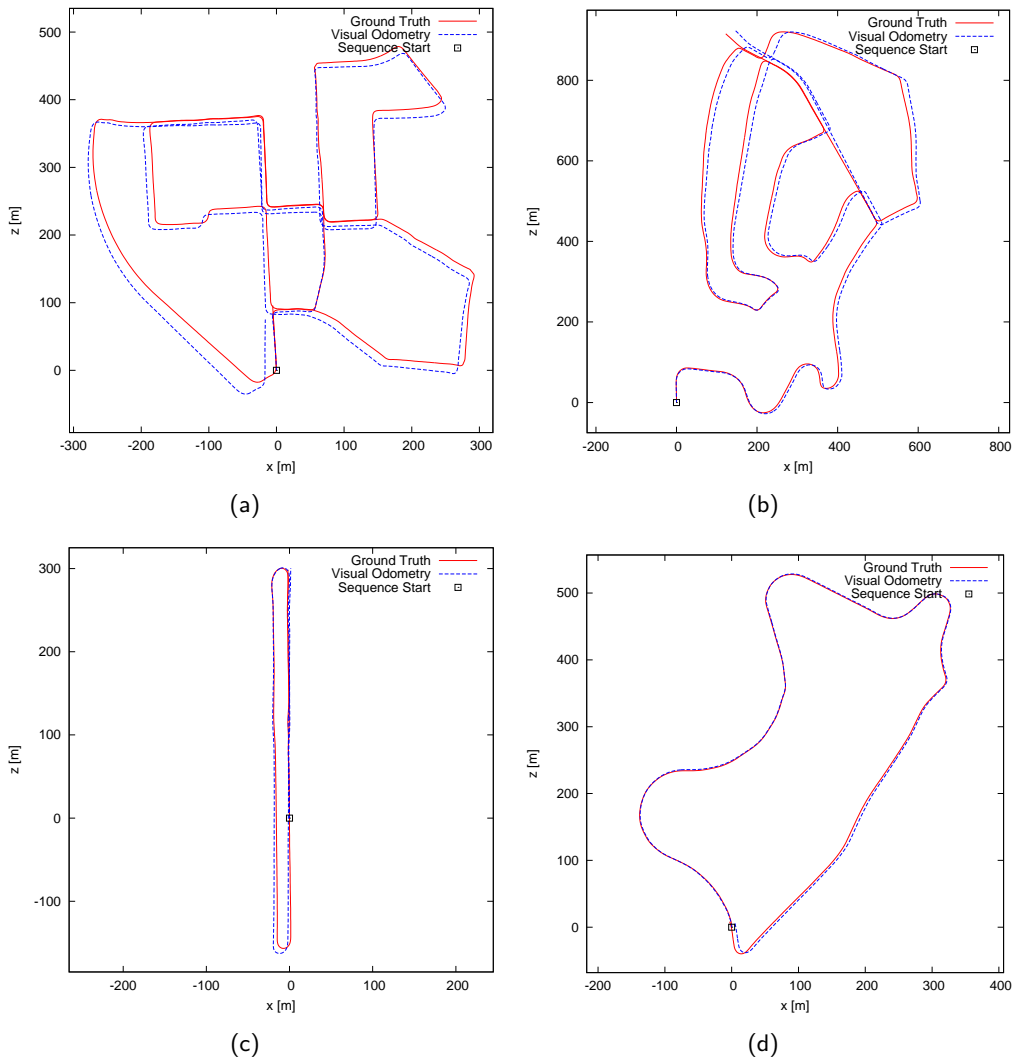 Ground Truth
Visual Odometry
Sequence Start
500
400
300
200
100
0
z [m]
-300 -200 -100 0 100 200 300
x [m]
(a)
Ground Truth
Visual Odometry
Sequence Start
800
600
400
200
0
z [m]
-200 0 200 400 600 800
x [m]
(b)
Ground Truth
Visual Odometry
Sequence Start
300
200
100
0
-100
z [m]
-200 -100 0 100 200
x [m]
(c)
Ground Truth
Visual Odometry
Sequence Start
500
400
300
200
100
0
z [m]
-200 -100 0 100 200 300 400
x [m]
(d)